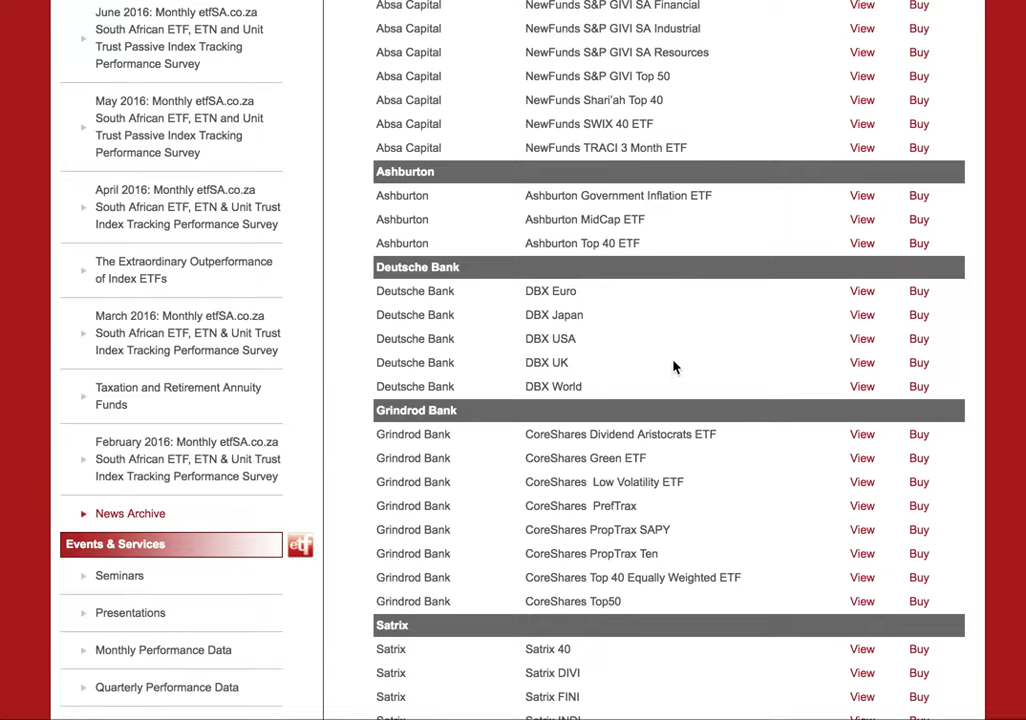 June 2016: Monthly etfSA.co.za
South African ETF, ETN and Unit
Trust Passive Index Tracking
Performance Survey
May 2016: Monthly etfSA.co.za
South African ETF, ETN and Unit
Trust Passive Index Tracking
Performance Survey
April 2016: Monthly etfSA.co.za
South African ETF, ETN & Unit Trust
Index Tracking Performance Survey
The Extraordinary Outperformance
of Index ETFs
March 2016: Monthly etfSA.co.za
South African ETF, ETN & Unit Trust
Index Tracking Performance Survey
Taxation and Retirement Annuity
Funds
February 2016: Monthly etfSA.co.za
South African ETF, ETN & Unit Trust
Index Tracking Performance Survey
News Archive
Events & Services
etf
Seminars
Presentations
Monthly Performance Data
Quarterly Performance Data
Absa Capital NewFunds S&P GIVI SA Financial View Buy
Absa Capital NewFunds S&P GIVI SA Industrial View Buy
Absa Capital NewFunds S&P GIVI SA Resources View Buy
Absa Capital NewFunds S&P GIVI Top 50 View Buy
Absa Capital NewFunds Shari'ah Top 40 View Buy
Absa Capital NewFunds SWIX 40 ETF View Buy
Absa Capital NewFunds TRACI 3 Month ETF View Buy
Ashburton
Ashburton Ashburton Government Inflation ETF View Buy
Ashburton Ashburton MidCap ETF View Buy
Ashburton Ashburton Top 40 ETF View Buy
Deutsche Bank
Deutsche Bank DBX Euro View Buy
Deutsche Bank DBX Japan View Buy
Deutsche Bank DBX USA View Buy
Deutsche Bank DBX UK View Buy
Deutsche Bank DBX World View Buy
Grindrod Bank
Grindrod Bank CoreShares Dividend Aristocrats ETF View Buy
Grindrod Bank CoreShares Green ETF View Buy
Grindrod Bank CoreShares Low Volatility ETF View Buy
Grindrod Bank CoreShares PrefTrax View Buy
Grindrod Bank CoreShares PropTrax SAPY View Buy
Grindrod Bank CoreShares PropTrax Ten View Buy
Grindrod Bank CoreShares Top 40 Equally Weighted ETF View Buy
Grindrod Bank CoreShares Top50 View Buy
Satrix
Satrix Satrix 40 View Buy
Satrix Satrix DIVI View Buy
Satrix Satrix FINI View Buy
Satrix Satrix INDI View Buy